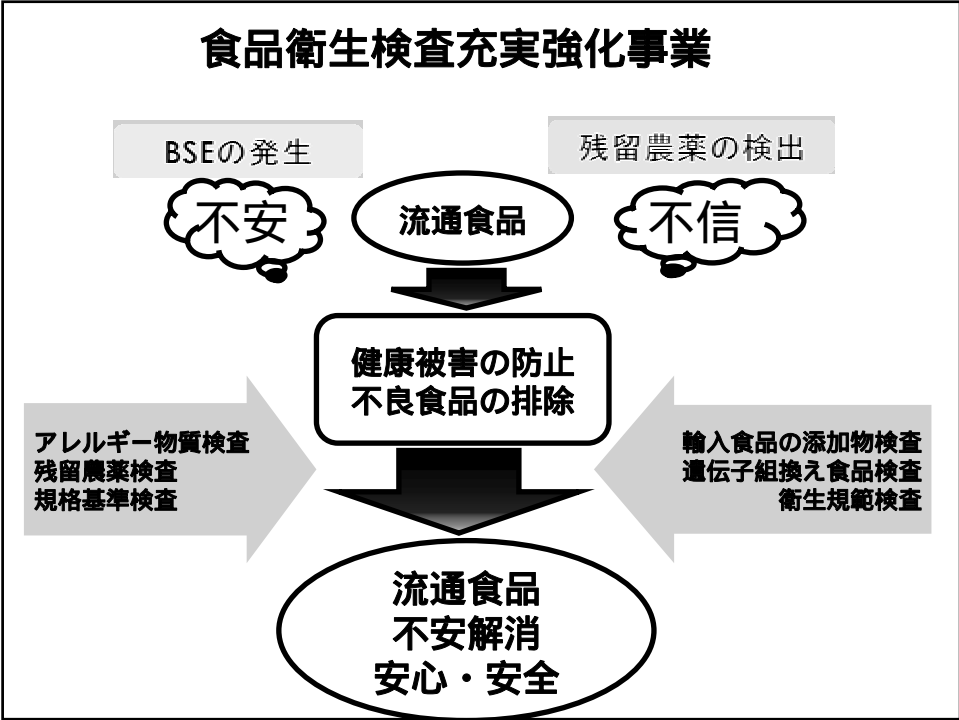 食品衛生検査充実強化事業
BSEの発生
残留農薬の検出
不安
流通食品
不信
健康被害の防止
不良食品の排除
アレルギー物質検査
残留農薬検査
規格基準検査
輸入食品の添加物検査
遺伝子組換え食品検査
衛生規範検査
流通食品
不安解消
安心・安全